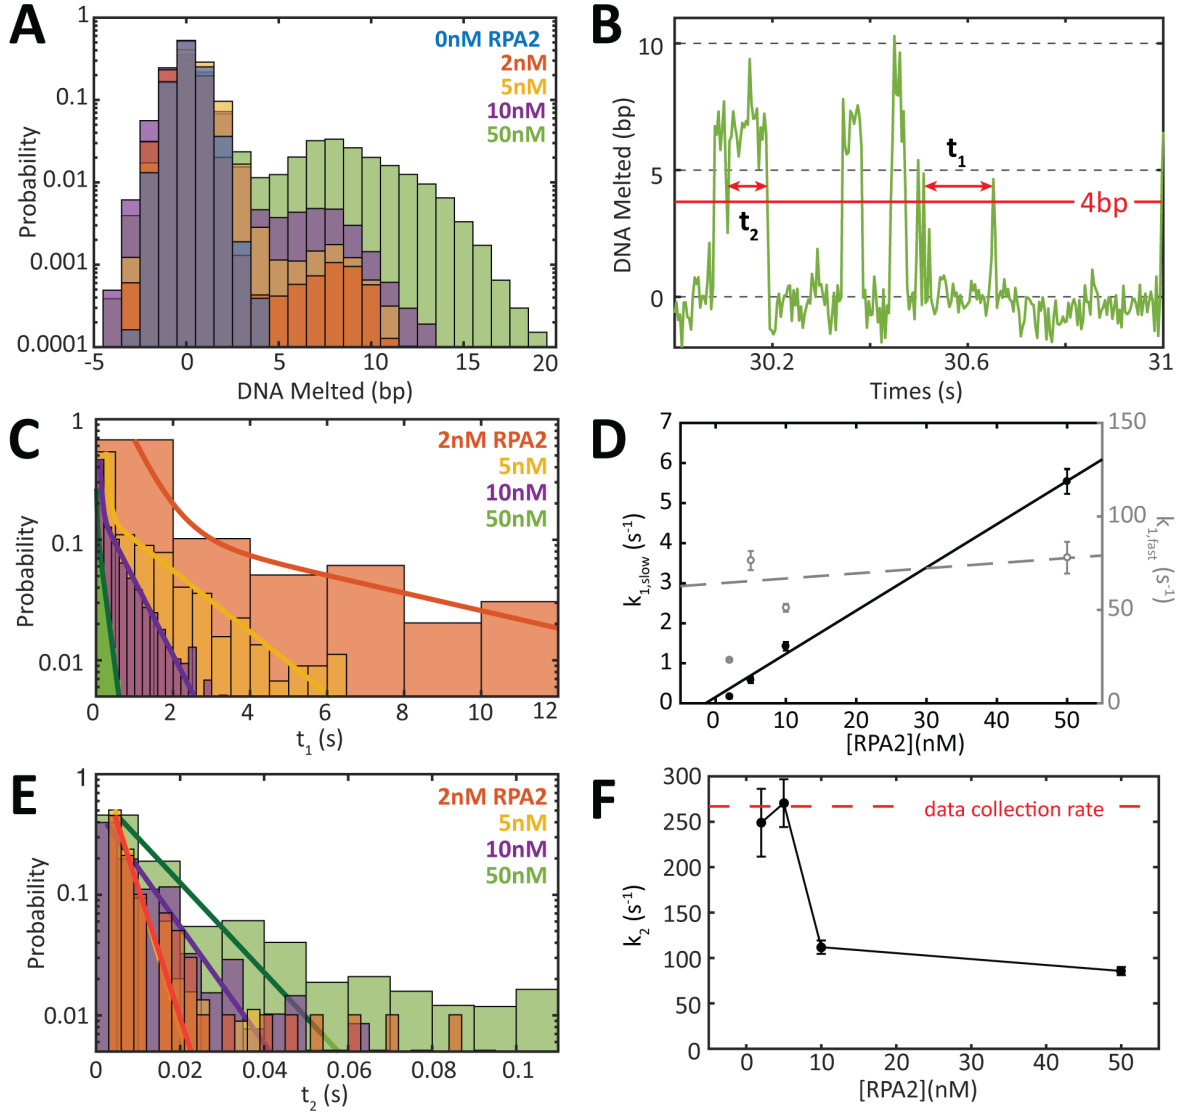 A
1
0.1
0.01
0.001
0.0001
Probability
-5
0
5
10
15
20
DNA Melted (bp)
0nM RPA2
2nM
5nM
10nM
50nM
B
10
5
0
DNA Melted (bp)
t1
t2
4bp
30.2
30.6
31
Times (s)
C
1
0.1
0.01
Probability
0
2
4
6
8
10
12
t1 (s)
2nM RPA2
5nM
10nM
50nM
D
7
6
5
4
3
2
1
0
k1,slow (s-1)
150
100
50
0
k1,fast (s-1)
0
10
20
30
40
50
[RPA2](nM)
E
1
0.1
0.01
Probability
0
0.02
0.04
0.06
0.08
0.1
t2 (s)
2nM RPA2
5nM
10nM
50nM
F
300
250
200
150
100
50
0
k2 (s-1)
data collection rate
0
10
20
30
40
50
[RPA2](nM)